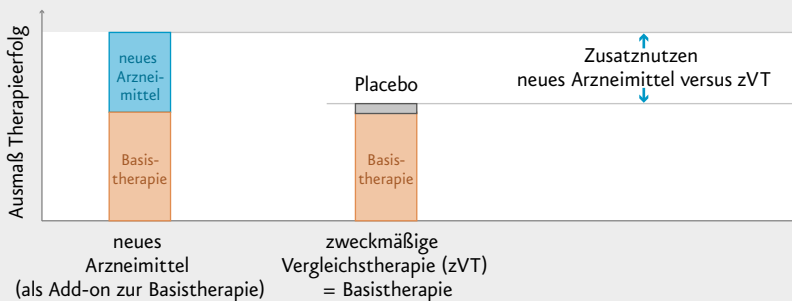 Ausmaß Therapieerfolg
neues
Arznei-
mittel
Basis-
therapie
Placebo
Basis-
therapie
Zusatznutzen
neues Arzneimittel versus zVT
neues
Arzneimittel
(als Add-on zur Basistherapie)
zweckmäßige
Vergleichstherapie (zVT)
= Basistherapie